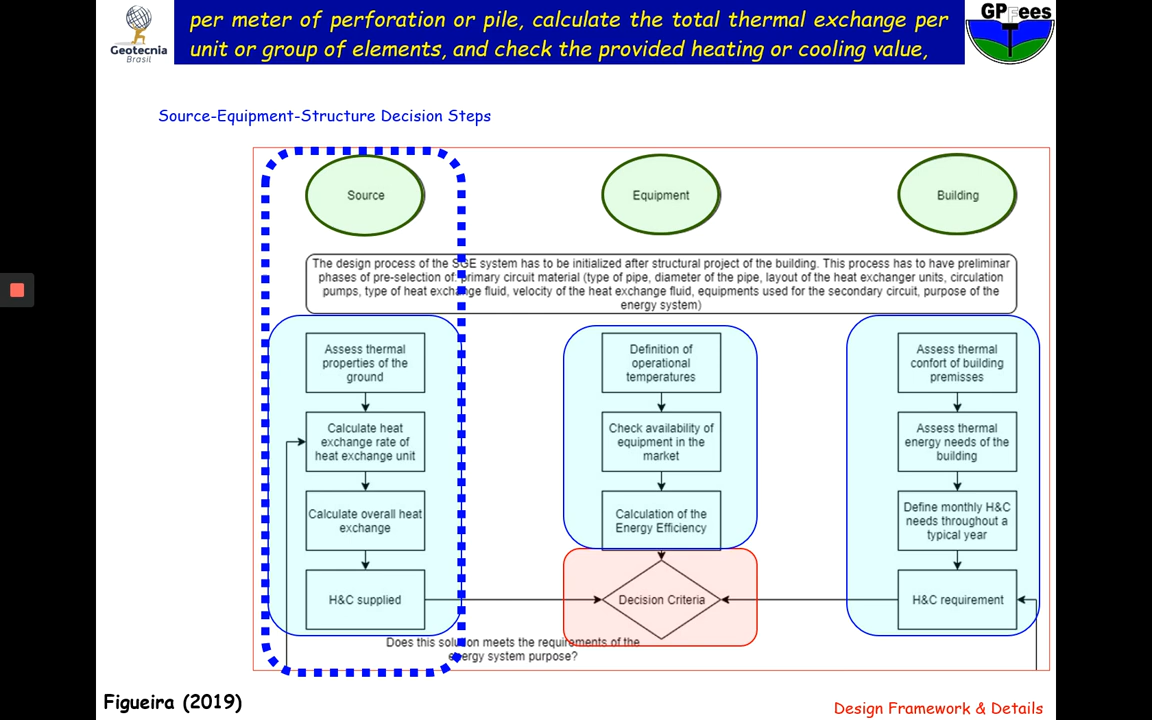 per meter of perforation or pile, calculate the total thermal exchange per
unit or group of elements, and check the provided heating or cooling value,
Geotecnia
Brasil
GPFees
Source-Equipment-Structure Decision Steps
Source
Equipment
Building
The design process of the SGE system has to be initialized after structural project of the building. This process has to have preliminar
phases of pre-selection of: primary circuit material (type of pipe, diameter of the pipe, layout of the heat exchanger units, circulation
pumps, type of heat exchange fluid, velocity of the heat exchange fluid, equipments used for the secondary circuit, purpose of the
energy system)
Assess thermal
properties of the
ground
Calculate heat
exchange rate of
heat exchange unit
Calculate overall heat
exchange
H&C supplied
Definition of
operational
temperatures
Check availability of
equipment in the
market
Calculation of the
Energy Efficiency
Decision Criteria
Assess thermal
confort of building
premisses
Assess thermal
energy needs of the
building
Define monthly H&C
needs throughout a
typical year
H&C requirement
Does this solution meets the requirements of the
energy system purpose?
Figueira (2019)
Design Framework & Details